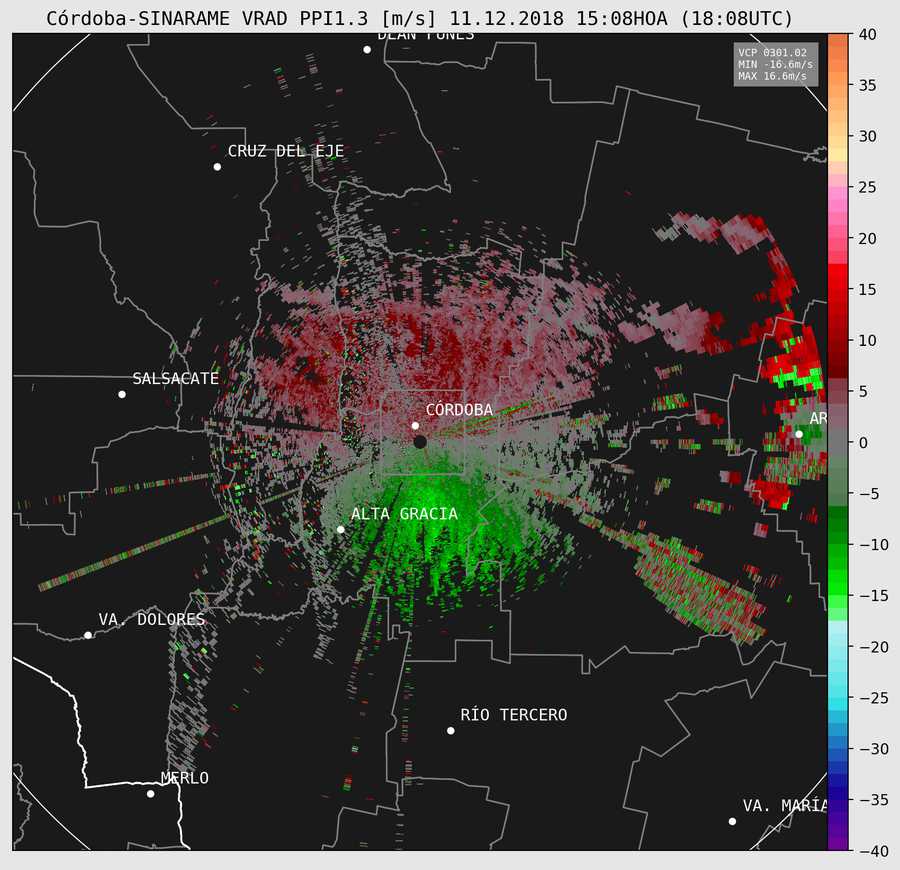 Córdoba-SINARAME VRAD PPI1.3 [m/s] 11.12.2018 15:08HOA (18:08UTC)
DEAN FUNES
VCP 0301.02
MIN -16.6m/s
MAX 16.6m/s
CRUZ DEL EJE
SALSACATE
CÓRDOBA
AR
ALTA GRACIA
VA. DOLORES
RÍO TERCERO
MERLO
VA. MARÍA
40
35
30
25
20
15
10
5
0
−5
−10
−15
−20
−25
−30
−35
−40